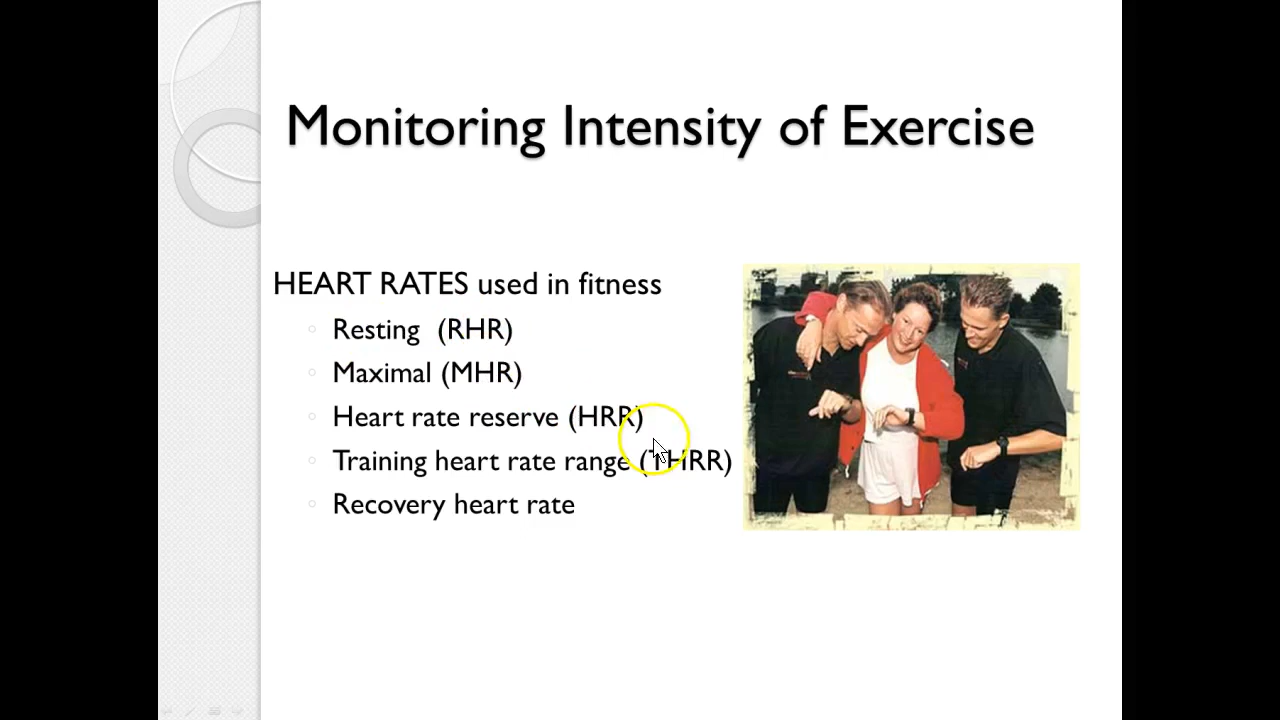 Monitoring Intensity of Exercise
HEART RATES used in fitness
Resting (RHR)
Maximal (MHR)
Heart rate reserve (HRR)
Training heart rate range (THRR)
Recovery heart rate